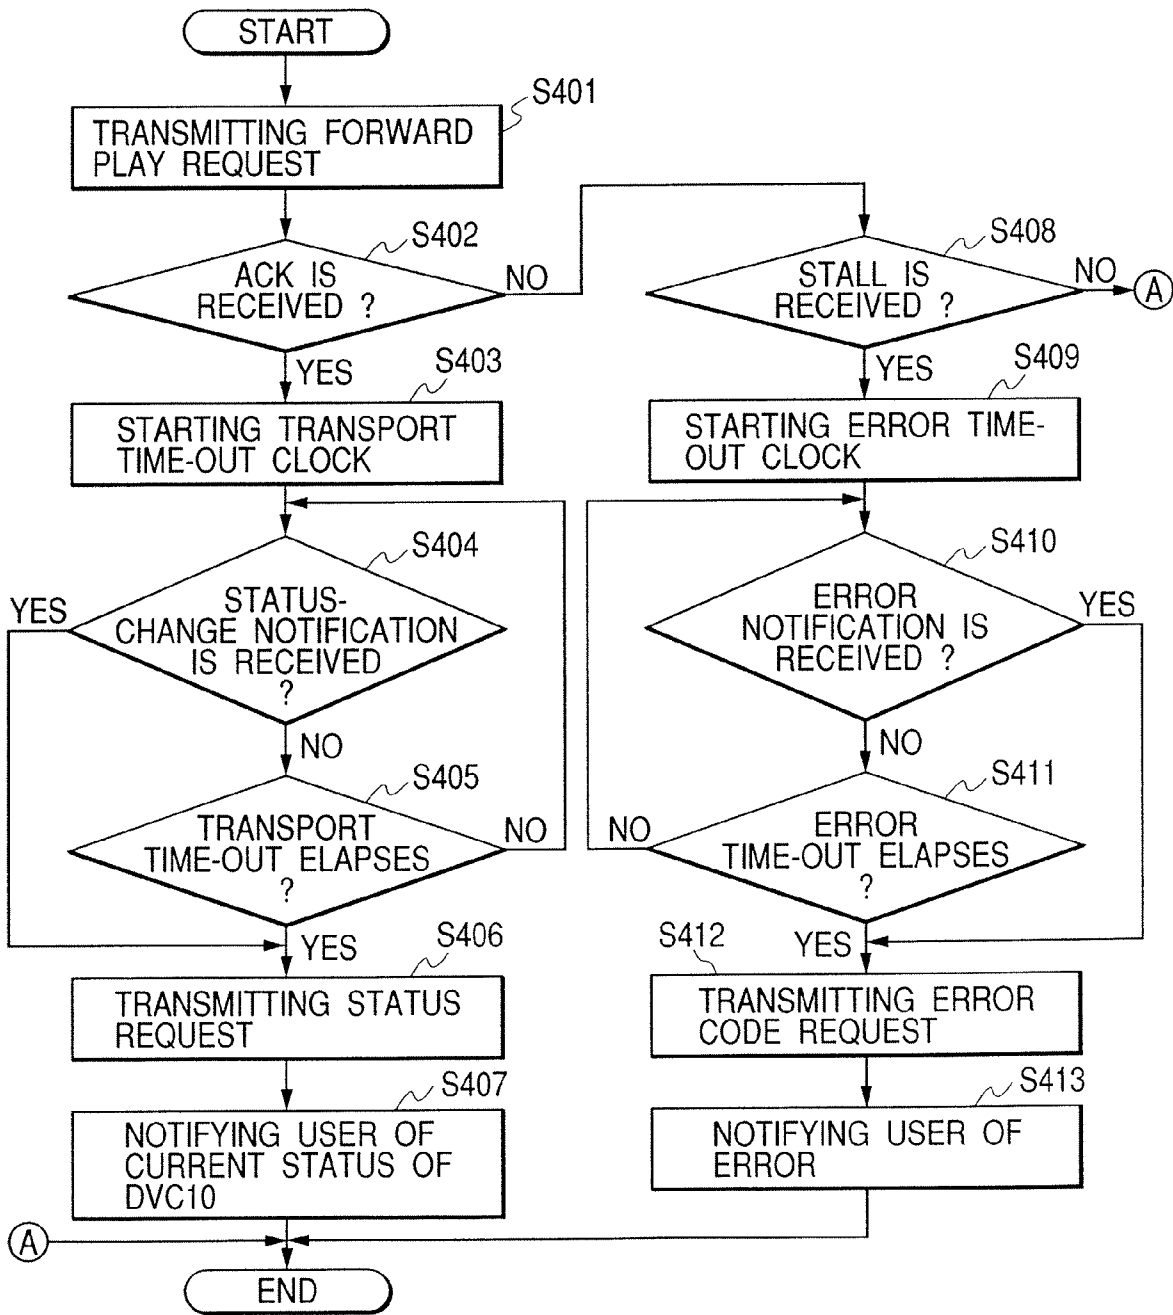 START
S401
TRANSMITTING FORWARD
PLAY REQUEST
S402
ACK IS
RECEIVED ?
NO
YES
S403
STARTING TRANSPORT
TIME-OUT CLOCK
S404
STATUS-
CHANGE NOTIFICATION
IS RECEIVED
?
YES
NO
S405
TRANSPORT
TIME-OUT ELAPSES
?
NO
YES
S406
TRANSMITTING STATUS
REQUEST
S407
NOTIFYING USER OF
CURRENT STATUS OF
DVC10
A
END
S408
STALL IS
RECEIVED ?
NO
A
YES
S409
STARTING ERROR TIME-
OUT CLOCK
S410
ERROR
NOTIFICATION IS
RECEIVED ?
YES
NO
S411
ERROR
TIME-OUT ELAPSES
?
NO
YES
S412
TRANSMITTING ERROR
CODE REQUEST
S413
NOTIFYING USER OF
ERROR